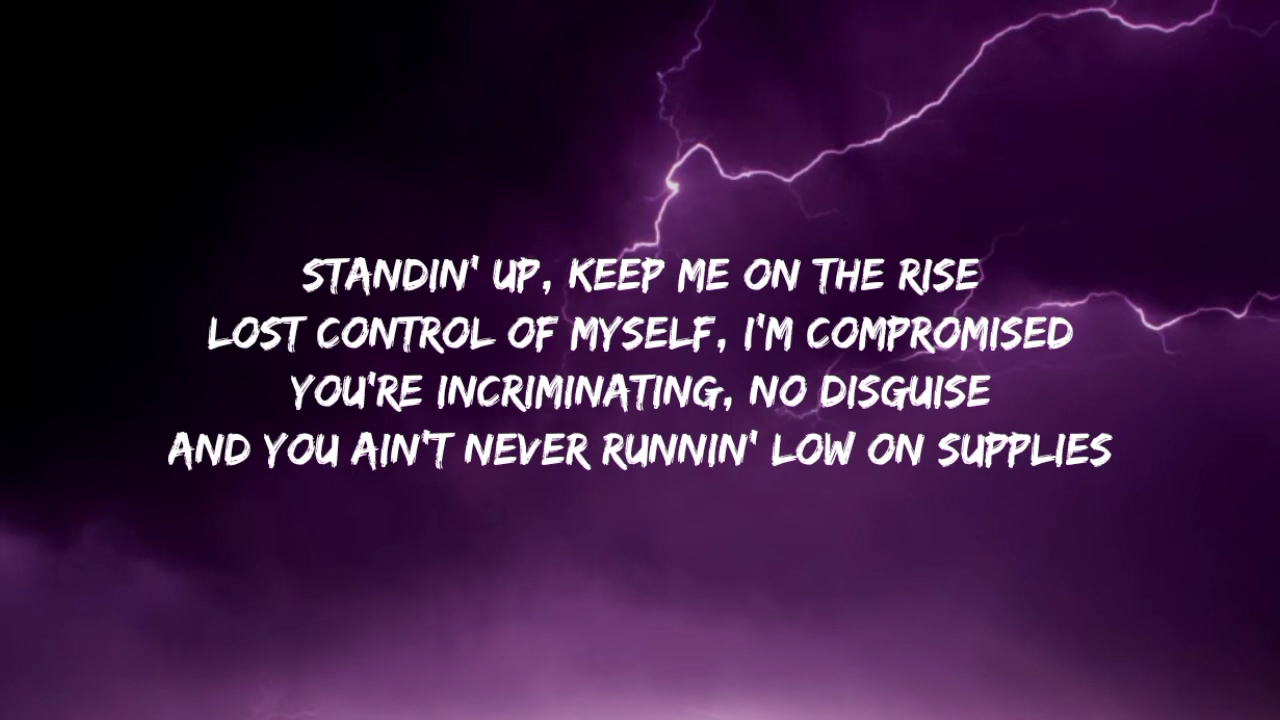 STANDIN' UP, KEEP ME ON THE RISE
LOST CONTROL OF MYSELF, I'M COMPROMISED
YOU'RE INCRIMINATING, NO DISGUISE
AND YOU AIN'T NEVER RUNNIN' LOW ON SUPPLIES